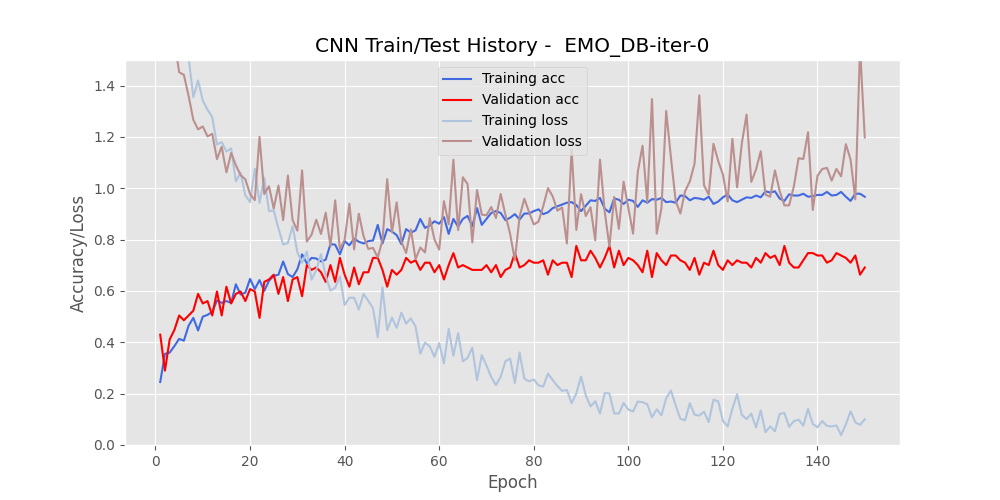 CNN Train/Test History -  EMO_DB-iter-0
Training acc
Validation acc
Training loss
Validation loss
Accuracy/Loss
1.4
1.2
1.0
0.8
0.6
0.4
0.2
0.0
0 20 40 60 80 100 120 140
Epoch